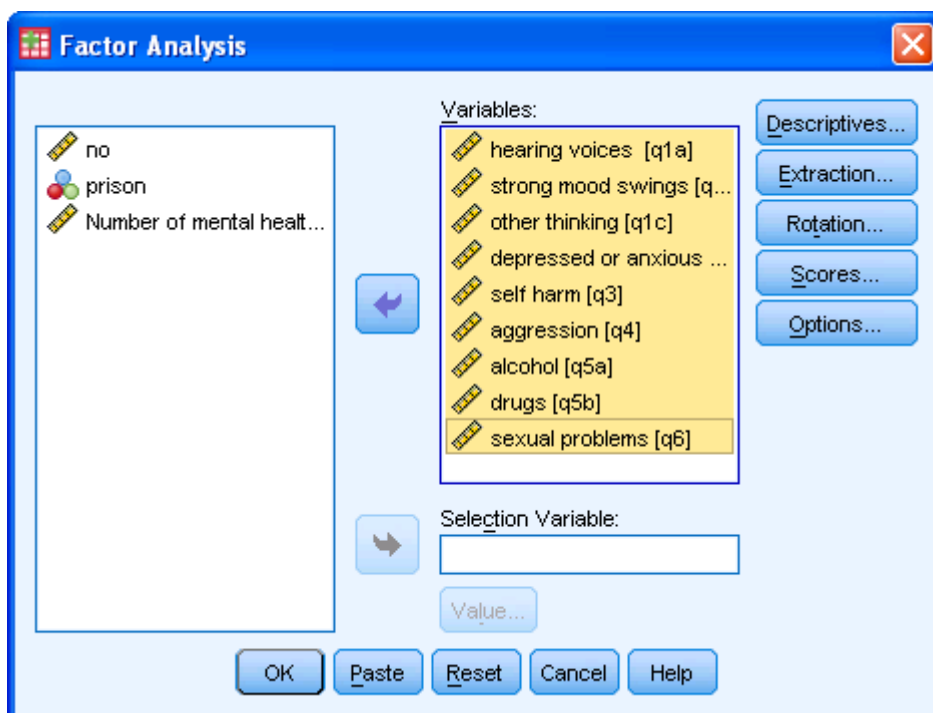 Factor Analysis
no
prison
Number of mental healt...
Variables:
hearing voices [q1a]
strong mood swings [q...
other thinking [q1c]
depressed or anxious ...
self harm [q3]
aggression [q4]
alcohol [q5a]
drugs [q5b]
sexual problems [q6]
Selection Variable:
Value...
Descriptives...
Extraction...
Rotation...
Scores...
Options...
OK
Paste
Reset
Cancel
Help